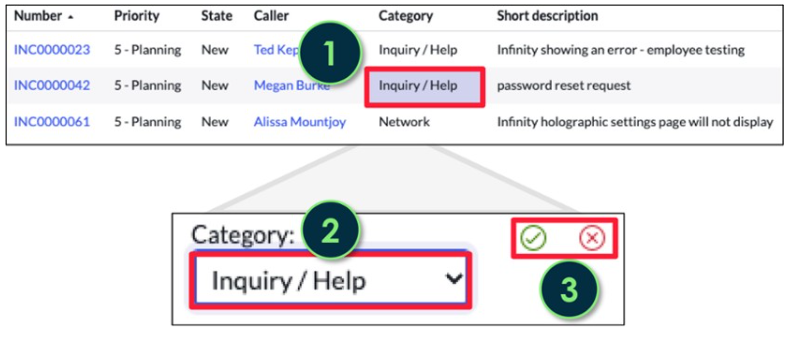 Number Priority State Caller Category Short description
INC0000023 5 - Planning New Ted Kep Inquiry / Help Infinity showing an error - employee testing
1
INC0000042 5 - Planning New Megan Burke Inquiry / Help password reset request
INC0000061 5 - Planning New Alissa Mountjoy Network Infinity holographic settings page will not display
Category: 2
Inquiry / Help
3